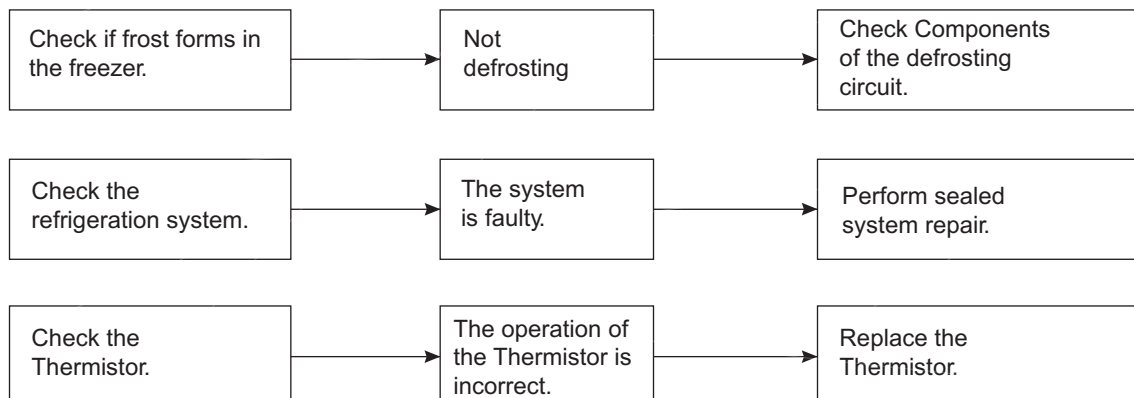 Check if frost forms in
the freezer.
Not
defrosting
Check Components
of the defrosting
circuit.
Check the
refrigeration system.
The system
is faulty.
Perform sealed
system repair.
Check the
Thermistor.
The operation of
the Thermistor is
incorrect.
Replace the
Thermistor.